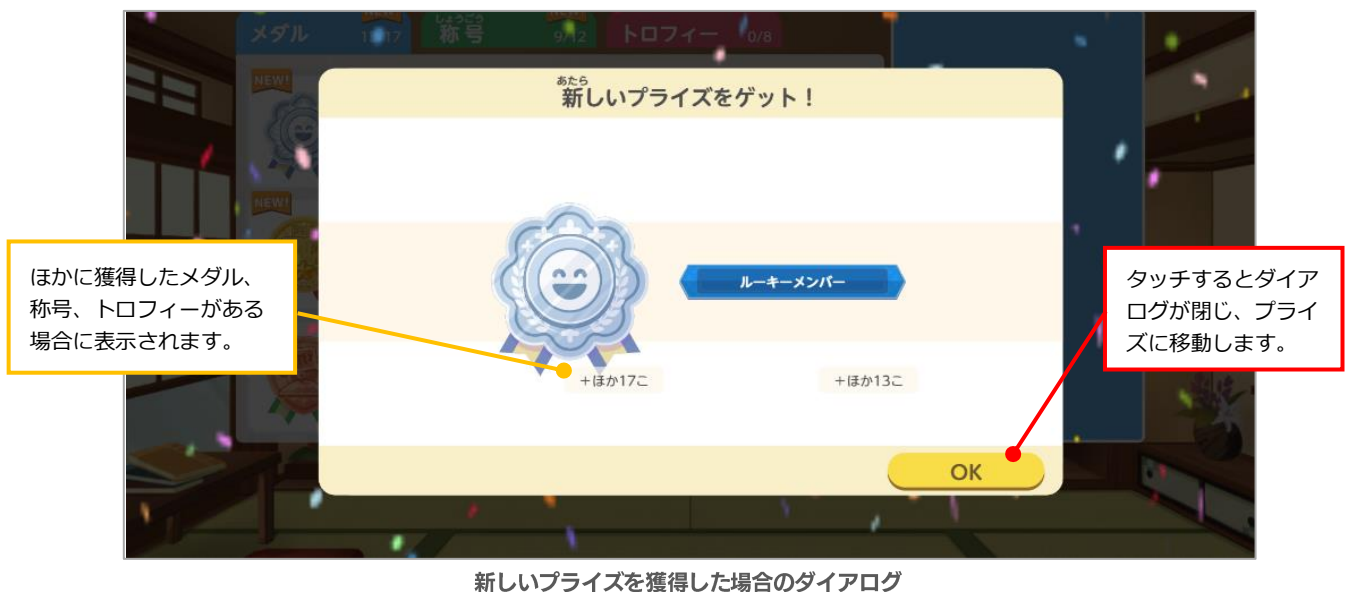 メダル
NEW!
しょうごう
称号
NEW!
9/12
トロフィー 0/8
NEW!
あたら
新しいプライズをゲット！
NEW!
ほかに獲得したメダル、
称号、トロフィーがある
場合に表示されます。
ルーキーメンバー
タッチするとダイア
ログが閉じ、プライ
ズに移動します。
+ほか17こ
+ほか13こ
OK
新しいプライズを獲得した場合のダイアログ